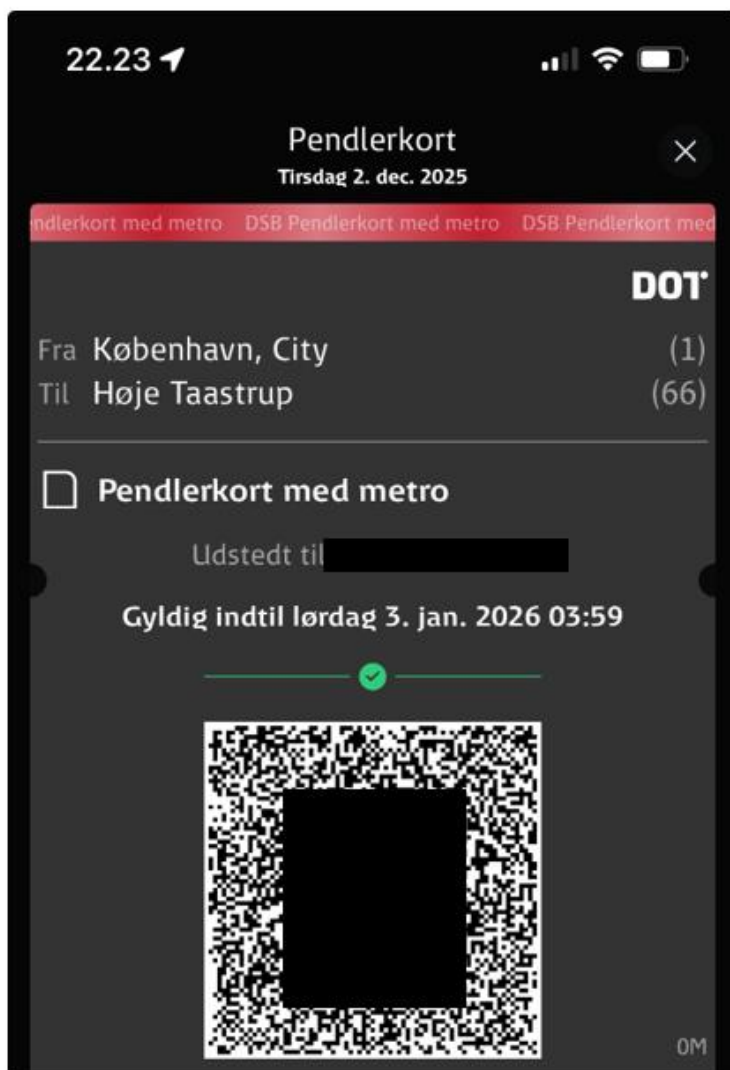 22.23
Pendlerkort
Tirsdag 2. dec. 2025
endlerkort med metro DSB Pendlerkort med metro DSB Pendlerkort med
DOT
Fra København, City (1)
Til Høje Taastrup (66)
Pendlerkort med metro
Udstedt til
Gyldig indtil lørdag 3. jan. 2026 03:59
0M